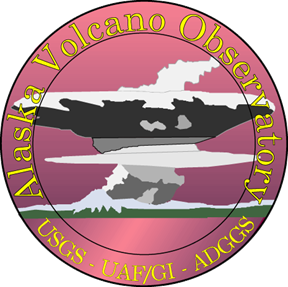 Alaska Volcano Observatory
USGS - UAF/GI - ADGGS